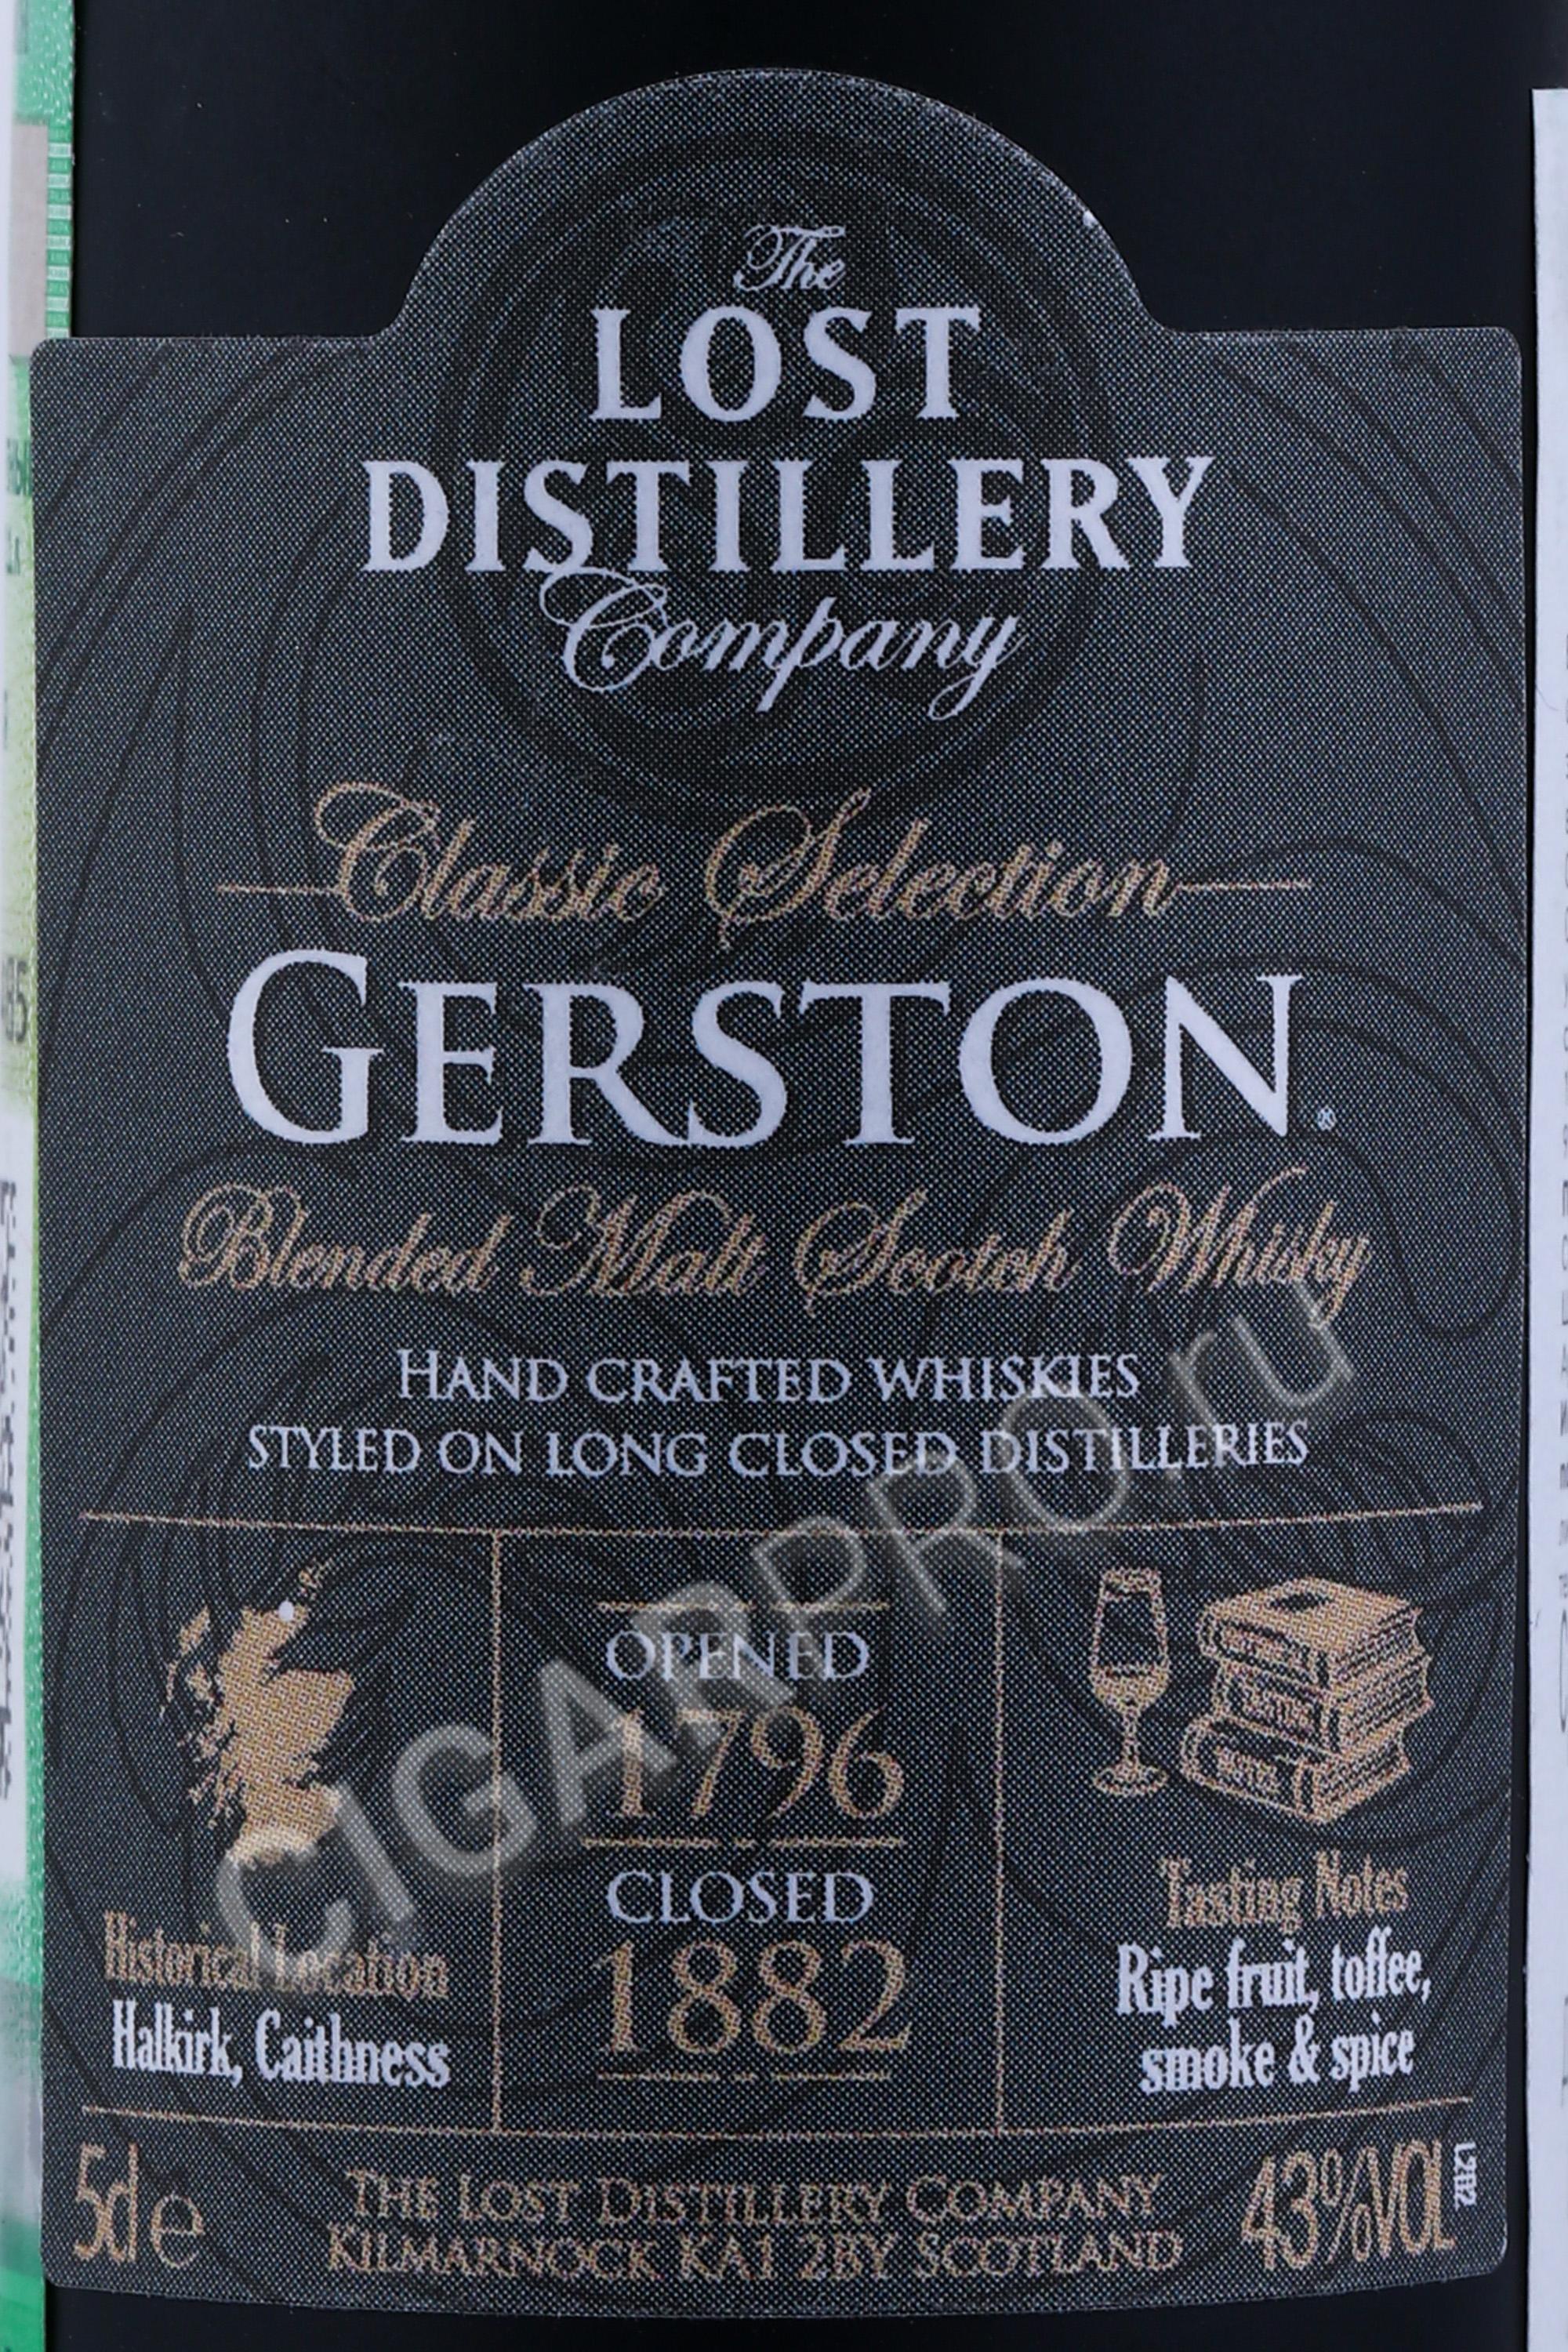 The
LOST
DISTILLERY
Company
Classic Selection
GERSTON®
Blended Malt Scotch Whisky
HAND CRAFTED WHISKIES
STYLED ON LONG CLOSED DISTILLERIES
OPENED
1796
CLOSED
1882
Historical Location
Halkirk, Caithness
Tasting Notes
Ripe fruit, toffee,
smoke & spice
5cl e
THE LOST DISTILLERY COMPANY
KILMARNOCK KA1 2BY SCOTLAND
43%VOL
CIGARPRO.ru